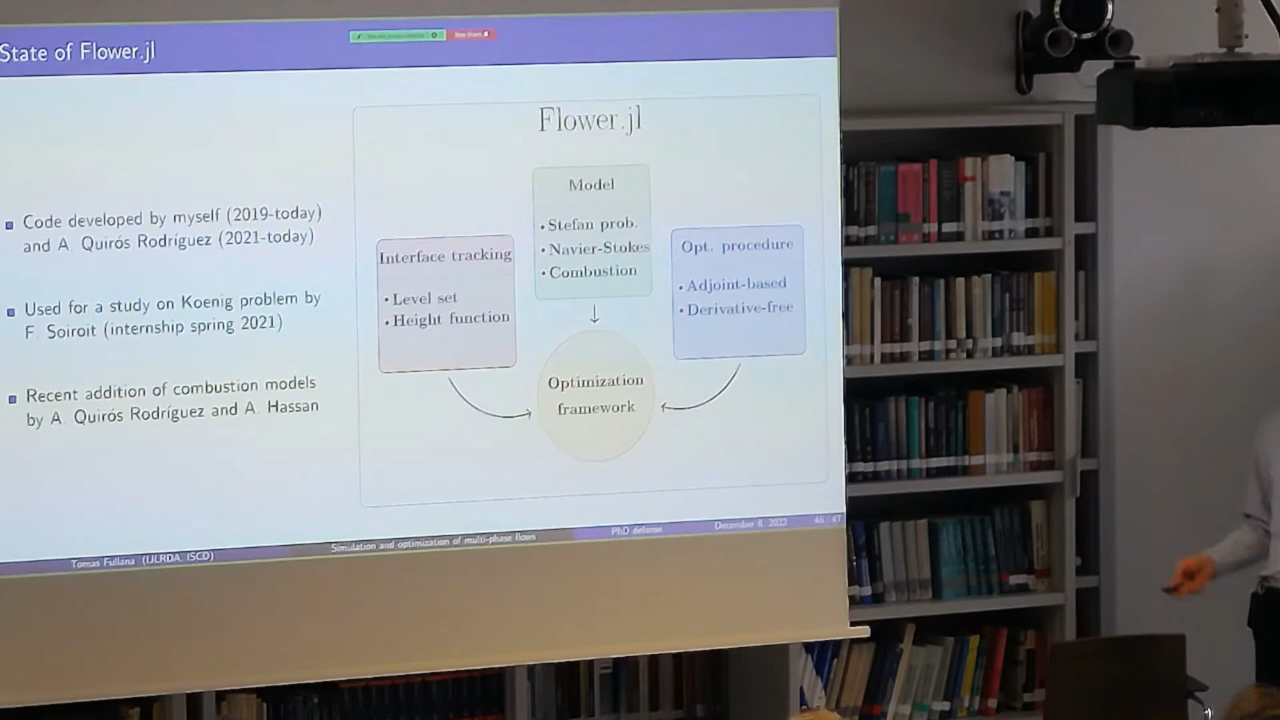 State of Flower.jl
Code developed by myself (2019-today)
and A. Quirós Rodríguez (2021-today)
Used for a study on Koenig problem by
F. Soiroit (internship spring 2021)
Recent addition of combustion models
by A. Quirós Rodríguez and A. Hassan
Flower.jl
Model
• Stefan prob.
• Navier-Stokes
• Combustion
Interface tracking
• Level set
• Height function
Opt. procedure
• Adjoint-based
• Derivative-free
Optimization
framework
Tomas Fullana (IJLRDA, ISCD)
Simulation and optimization of multi-phase flows
PhD defense
December 8, 2022
46 / 47